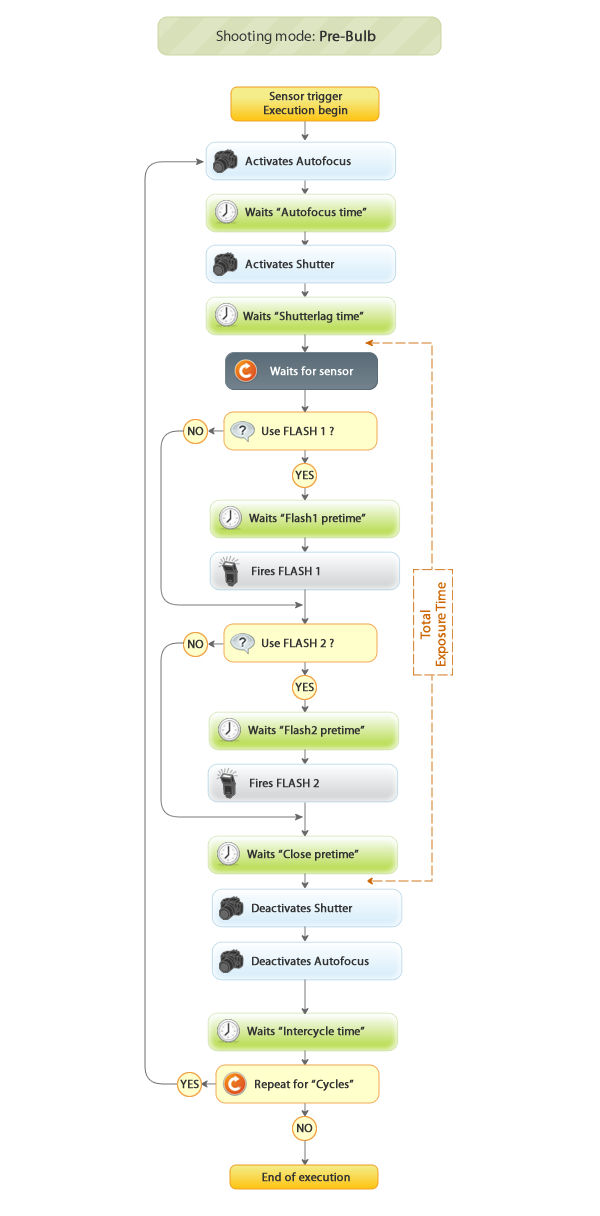 Shooting mode: Pre-Bulb
Sensor trigger
Execution begin
Activates Autofocus
Waits “Autofocus time”
Activates Shutter
Waits “Shutterlag time”
Waits for sensor
NO
? Use FLASH 1 ?
YES
Waits “Flash1 pretime”
Fires FLASH 1
Total
Exposure Time
NO
? Use FLASH 2 ?
YES
Waits “Flash2 pretime”
Fires FLASH 2
Waits “Close pretime”
Deactivates Shutter
Deactivates Autofocus
Waits “Intercycle time”
YES
Repeat for “Cycles”
NO
End of execution